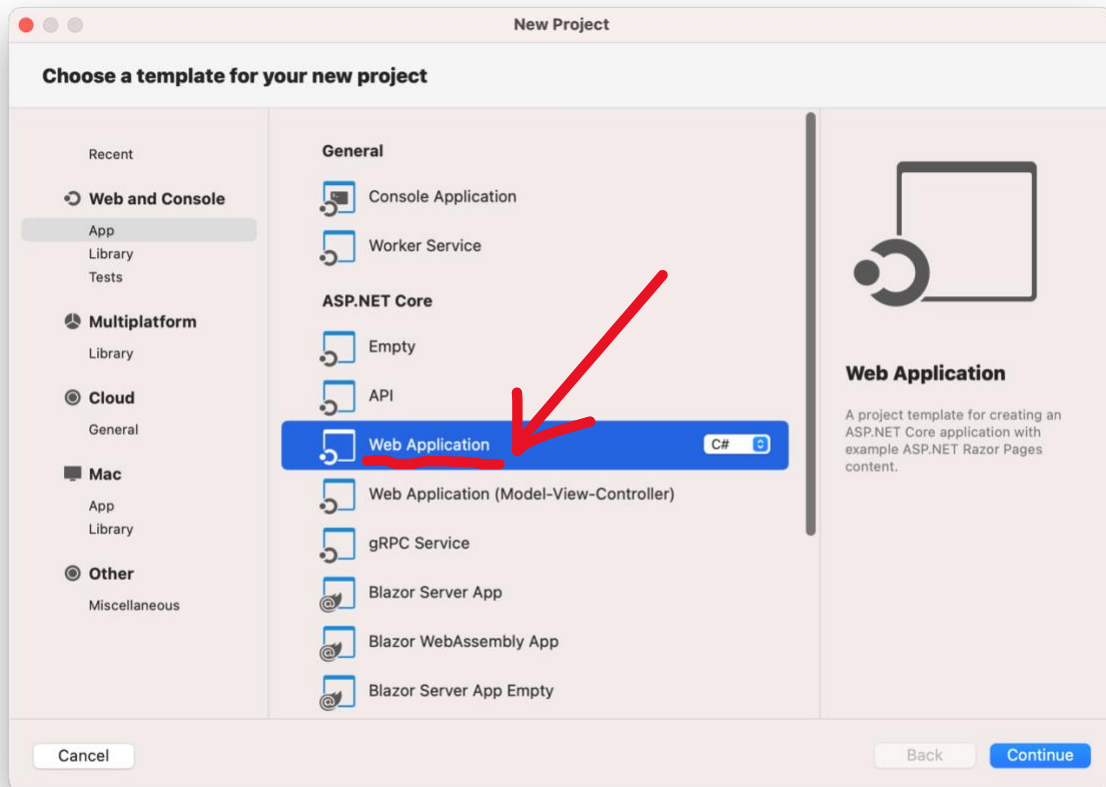 New Project
Choose a template for your new project
Recent
Web and Console
App
Library
Tests
Multiplatform
Library
Cloud
General
Mac
App
Library
Other
Miscellaneous
General
Console Application
Worker Service
ASP.NET Core
Empty
API
Web Application C#
Web Application (Model-View-Controller)
gRPC Service
Blazor Server App
Blazor WebAssembly App
Blazor Server App Empty
Web Application
A project template for creating an
ASP.NET Core application with
example ASP.NET Razor Pages
content.
Cancel
Back
Continue